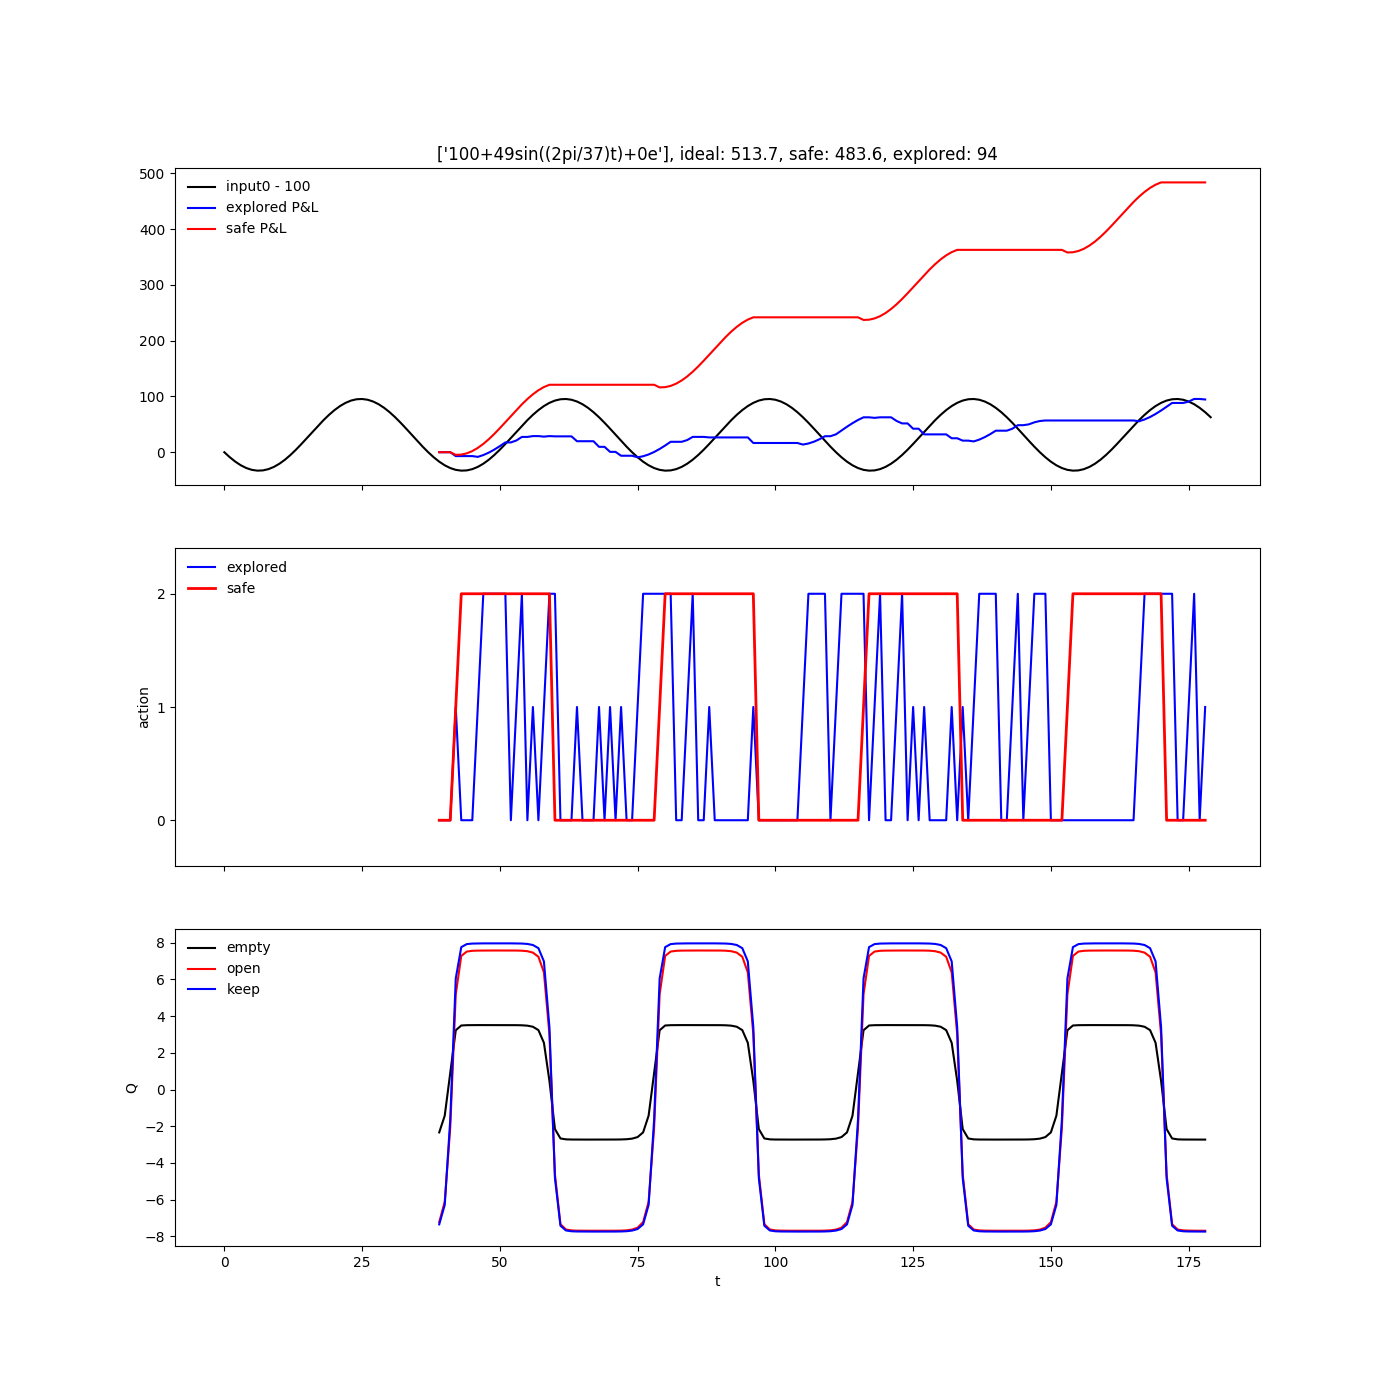 ['100+49sin((2pi/37)t)+0e'], ideal: 513.7, safe: 483.6, explored: 94
500
400
300
200
100
0
input0 - 100
explored P&L
safe P&L
2
1
0
action
explored
safe
8
6
4
2
0
−2
−4
−6
−8
Q
empty
open
keep
0 25 50 75 100 125 150 175
t